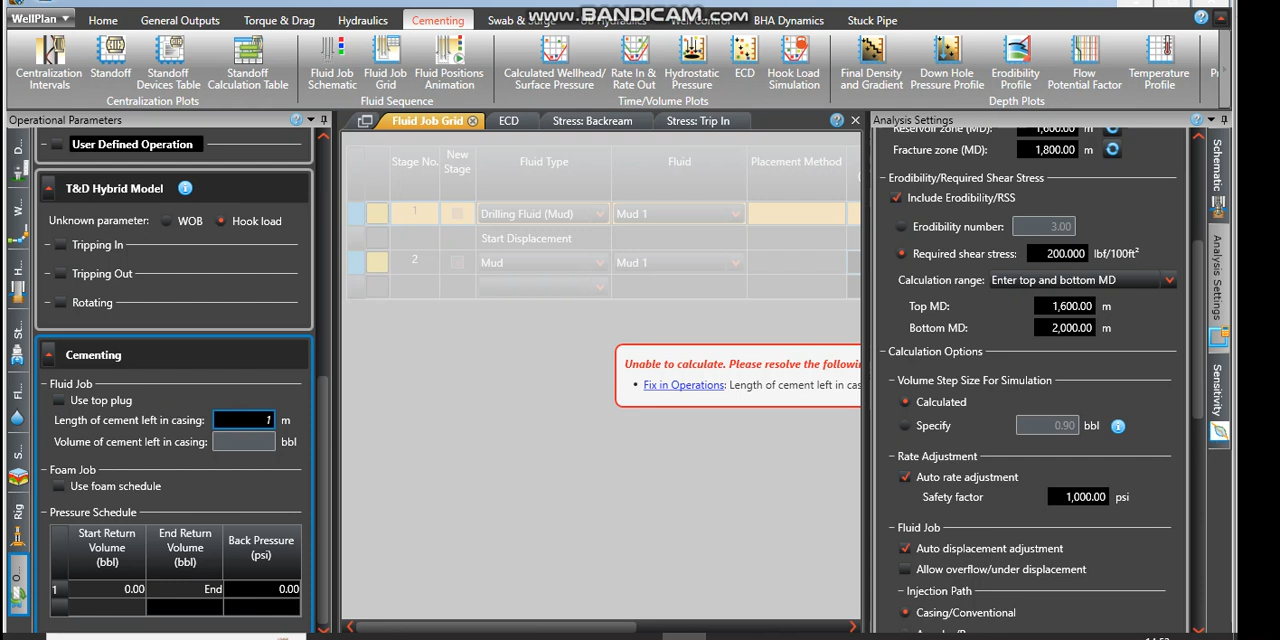 WellPlan Home General Outputs Torque & Drag Hydraulics Cementing Swab & Surge Well Control BHA Dynamics Stuck Pipe
www.BANDICAM.com
Centralization Intervals
Standoff
Standoff Devices Table
Standoff Calculation Table
Fluid Job Schematic
Fluid Job Grid
Fluid Positions Animation
Calculated Wellhead/ Surface Pressure
Rate In & Rate Out
Hydrostatic Pressure
ECD
Hook Load Simulation
Final Density and Gradient
Down Hole Pressure Profile
Erodibility Profile
Flow Potential Factor
Temperature Profile
Centralization Plots Fluid Sequence Time/Volume Plots Depth Plots
Operational Parameters
User Defined Operation
T&D Hybrid Model
Unknown parameter: WOB Hook load
Tripping In
Tripping Out
Rotating
Cementing
Fluid Job
Use top plug
Length of cement left in casing: 1 m
Volume of cement left in casing: bbl
Foam Job
Use foam schedule
Pressure Schedule
Start Return Volume (bbl)
End Return Volume (bbl)
Back Pressure (psi)
1 0.00 End 0.00
D... W... H... St... Fl... S... Rig O...
Fluid Job Grid ECD Stress: Backream Stress: Trip In
Stage No. New Stage Fluid Type Fluid Placement Method
1 Drilling Fluid (Mud) Mud 1
Start Displacement
2 Mud Mud 1
Unable to calculate. Please resolve the followi
• Fix in Operations: Length of cement left in cas
Analysis Settings
Reservoir zone (MD): 1,600.00 m
Fracture zone (MD): 1,800.00 m
Erodibility/Required Shear Stress
Include Erodibility/RSS
Erodibility number: 3.00
Required shear stress: 200.000 lbf/100ft²
Calculation range: Enter top and bottom MD
Top MD: 1,600.00 m
Bottom MD: 2,000.00 m
Calculation Options
Volume Step Size For Simulation
Calculated
Specify 0.90 bbl
Rate Adjustment
Auto rate adjustment
Safety factor 1,000.00 psi
Fluid Job
Auto displacement adjustment
Allow overflow/under displacement
Injection Path
Casing/Conventional
Schematic
Analysis Settings
Sensitivity